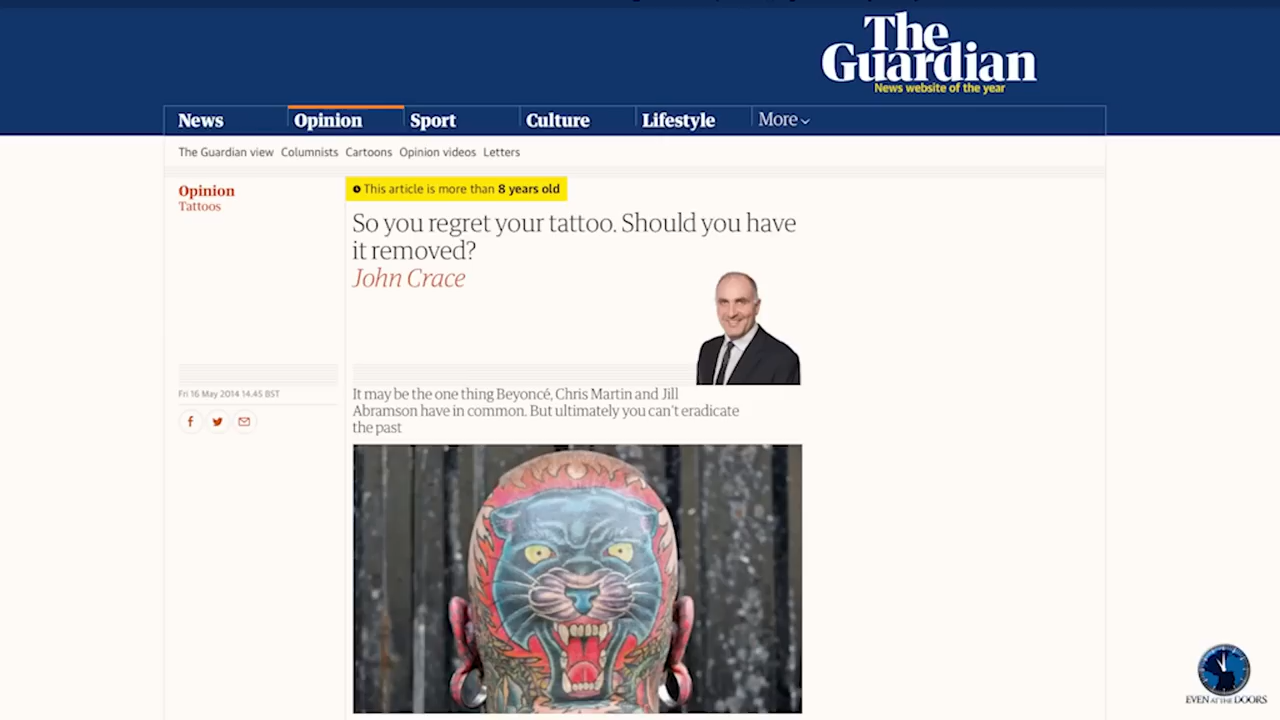 The
Guardian
News website of the year
News Opinion Sport Culture Lifestyle More
The Guardian view Columnists Cartoons Opinion videos Letters
Opinion
Tattoos
This article is more than 8 years old
So you regret your tattoo. Should you have
it removed?
John Crace
Fri 16 May 2014 14.45 BST
It may be the one thing Beyoncé, Chris Martin and Jill
Abramson have in common. But ultimately you can't eradicate
the past
EVEN AT THE DOORS